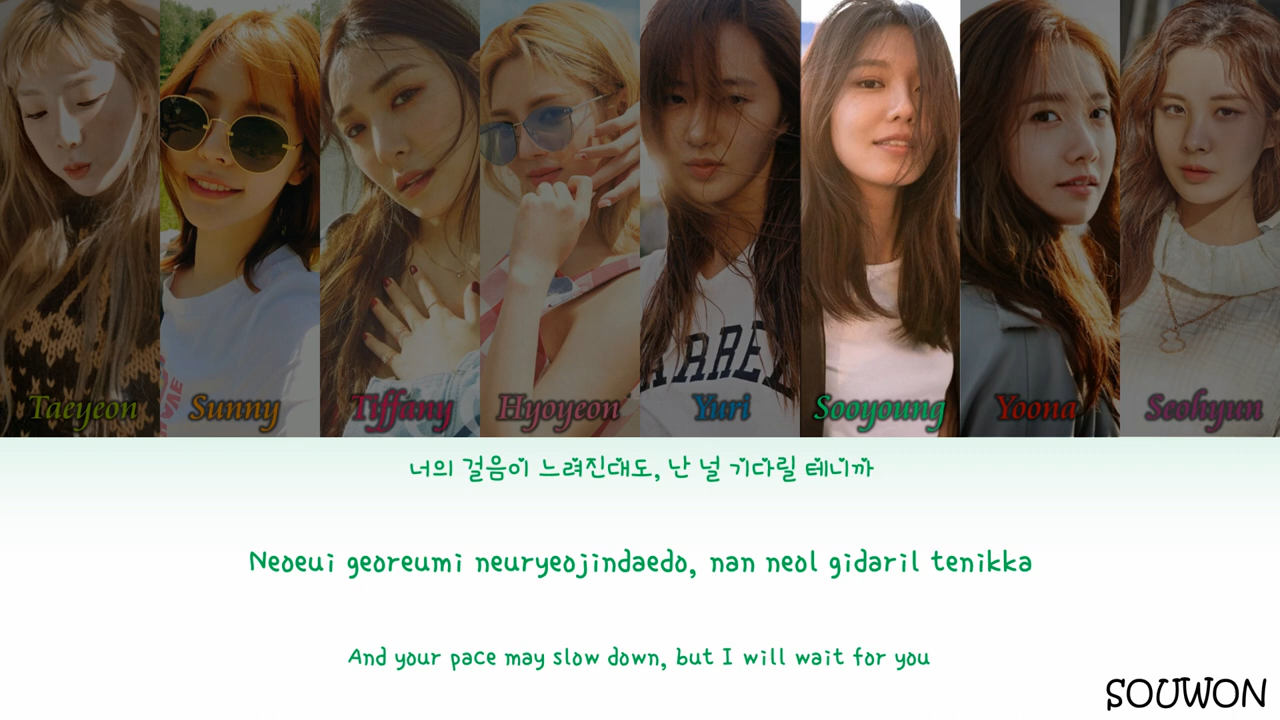 Taeyeon Sunny Tiffany Hyoyeon Yuri Sooyoung Yoona Seohyun
너의 걸음이 느려진대도, 난 널 기다릴 테니까
Neoeui georeumi neuryeojindaedo, nan neol gidaril tenikka
And your pace may slow down, but I will wait for you
SOUWON